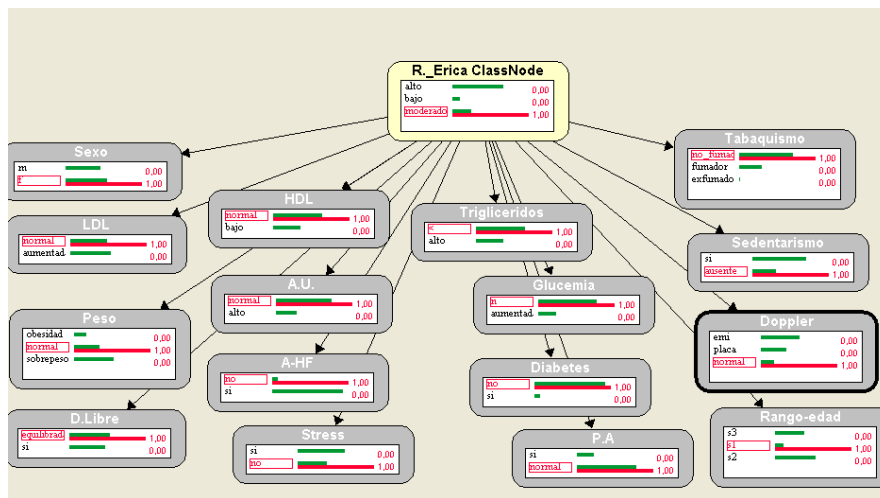 R._Erica ClassNode
alto 0,00
bajo 0,00
moderado 1,00
Sexo
m 0,00
f 1,00
Tabaquismo
no_fumad 1,00
fumador 0,00
exfumado 0,00
HDL
normal 1,00
bajo 0,00
Trigliceridos
< 1,00
alto 0,00
LDL
normal 1,00
aumentad 0,00
Sedentarismo
si 0,00
ausente 1,00
A.U.
normal 1,00
alto 0,00
Glucemia
n 1,00
aumentad 0,00
Peso
obesidad 0,00
normal 1,00
sobrepeso 0,00
Doppler
emi 0,00
placa 0,00
normal 1,00
A-HF
no 1,00
si 0,00
Diabetes
no 1,00
si 0,00
D.Libre
equilibrad 1,00
si 0,00
Stress
si 0,00
no 1,00
P.A
si 0,00
normal 1,00
Rango-edad
s3 0,00
s1 1,00
s2 0,00